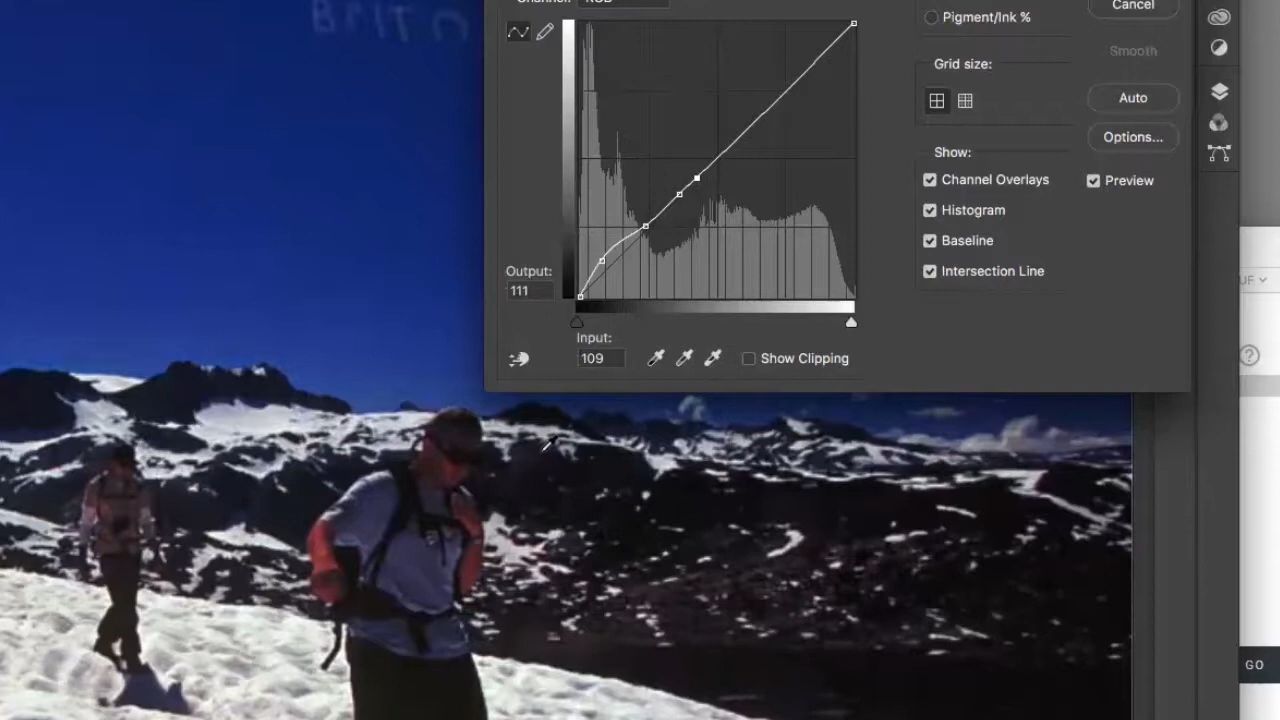 RGB
Cancel
Pigment/Ink %
Smooth
Grid size:
Auto
Options...
Show:
Channel Overlays
Preview
Histogram
Baseline
Output:
Intersection Line
111
Input:
109
Show Clipping
GO